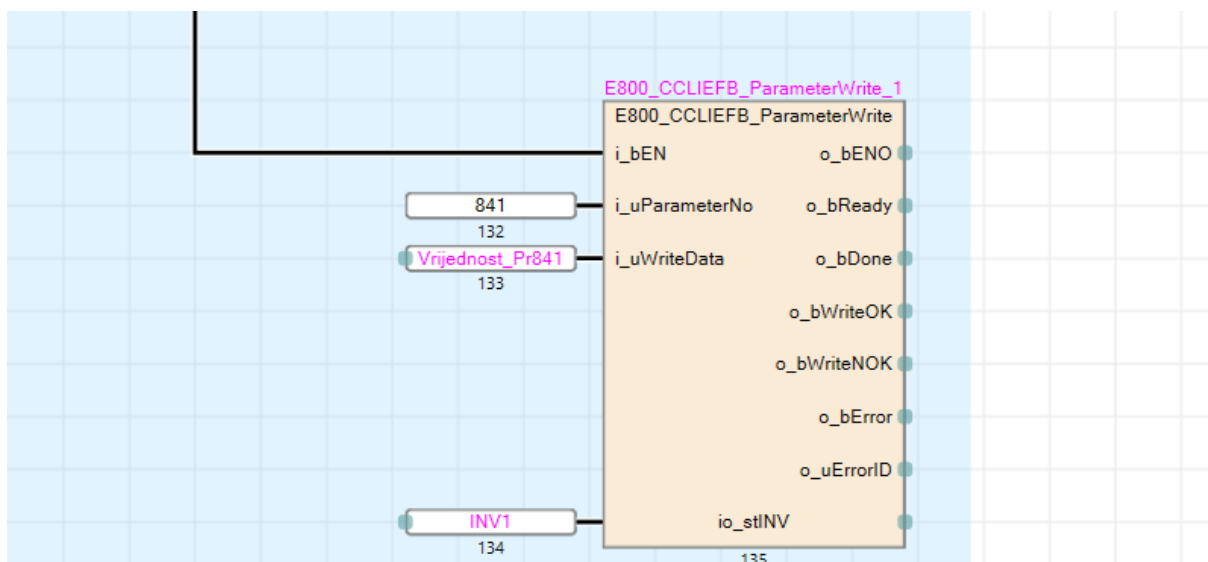 E800_CCLIEFB_ParameterWrite_1
E800_CCLIEFB_ParameterWrite
i_bEN o_bENO
841 i_uParameterNo o_bReady
132
Vrijednost_Pr841 i_uWriteData o_bDone
133
o_bWriteOK
o_bWriteNOK
o_bError
o_uErrorID
INV1 io_stINV
134
135